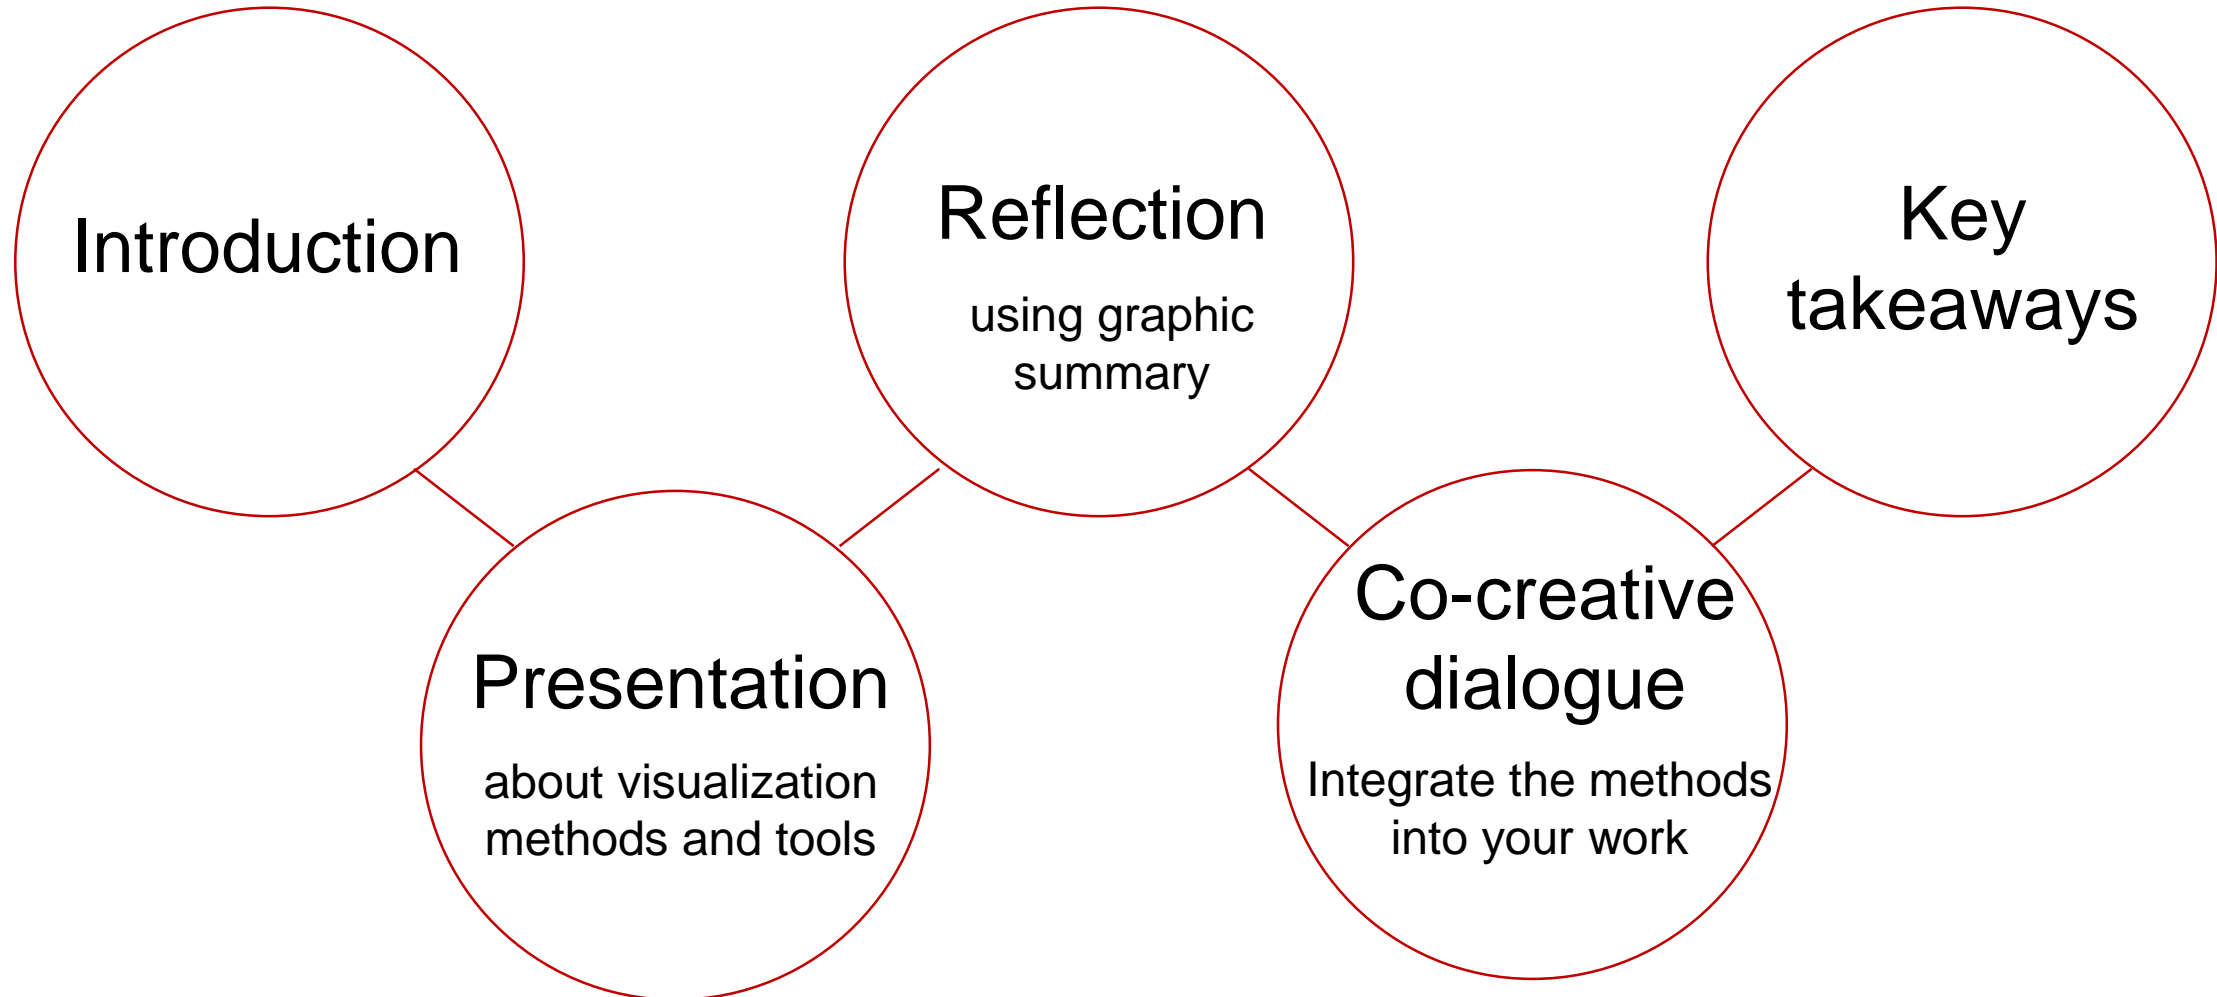 Introduction
Presentation
about visualization
methods and tools
Reflection
using graphic
summary
Co-creative
dialogue
Integrate the methods
into your work
Key
takeaways